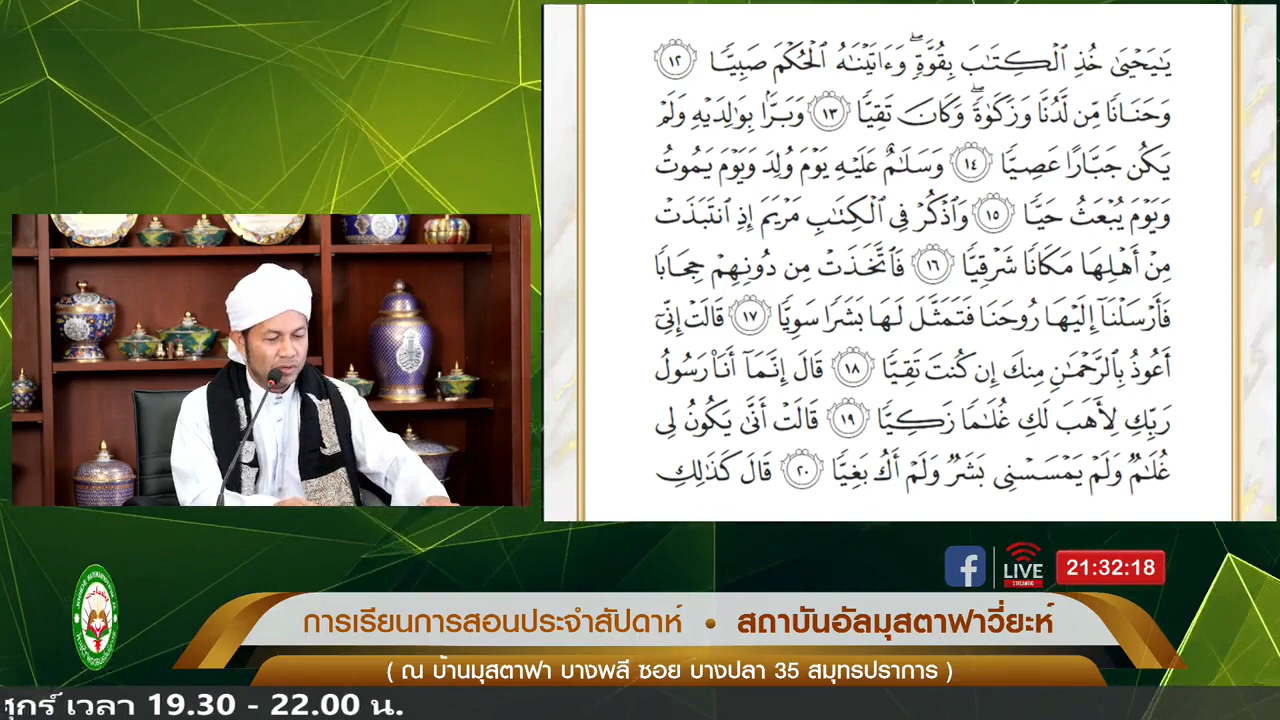 يَٰيَحْيَىٰ خُذِ ٱلْكِتَٰبَ بِقُوَّةٍۖ وَءَاتَيْنَٰهُ ٱلْحُكْمَ صَبِيًّا ١٢
وَحَنَانًا مِّن لَّدُنَّا وَزَكَوٰةًۖ وَكَانَ تَقِيًّا ١٣ وَبَرًّۢا بِوَٰلِدَيْهِ وَلَمْ
يَكُن جَبَّارًا عَصِيًّا ١٤ وَسَلَٰمٌ عَلَيْهِ يَوْمَ وُلِدَ وَيَوْمَ يَمُوتُ
وَيَوْمَ يُبْعَثُ حَيًّا ١٥ وَٱذْكُرْ فِى ٱلْكِتَٰبِ مَرْيَمَ إِذِ ٱنتَبَذَتْ
مِنْ أَهْلِهَا مَكَانًا شَرْقِيًّا ١٦ فَٱتَّخَذَتْ مِن دُونِهِمْ حِجَابًا
فَأَرْسَلْنَآ إِلَيْهَا رُوحَنَا فَتَمَثَّلَ لَهَا بَشَرًا سَوِيًّا ١٧ قَالَتْ إِنِّىٓ
أَعُوذُ بِٱلرَّحْمَٰنِ مِنكَ إِن كُنتَ تَقِيًّا ١٨ قَالَ إِنَّمَآ أَنَا۠ رَسُولُ
رَبِّكِ لِأَهَبَ لَكِ غُلَٰمًا زَكِيًّا ١٩ قَالَتْ أَنَّىٰ يَكُونُ لِى
غُلَٰمٌ وَلَمْ يَمْسَسْنِى بَشَرٌ وَلَمْ أَكُ بَغِيًّا ٢٠ قَالَ كَذَٰلِكِ
f LIVE 21:32:18
STREAMING
การเรียนการสอนประจำสัปดาห์ • สถาบันอัลมุสตาฟาวี่ยะห์
( ณ บ้านมุสตาฟา บางพลี ซอย บางปลา 35 สมุทรปราการ )
ศุกร์ เวลา 19.30 - 22.00 น.